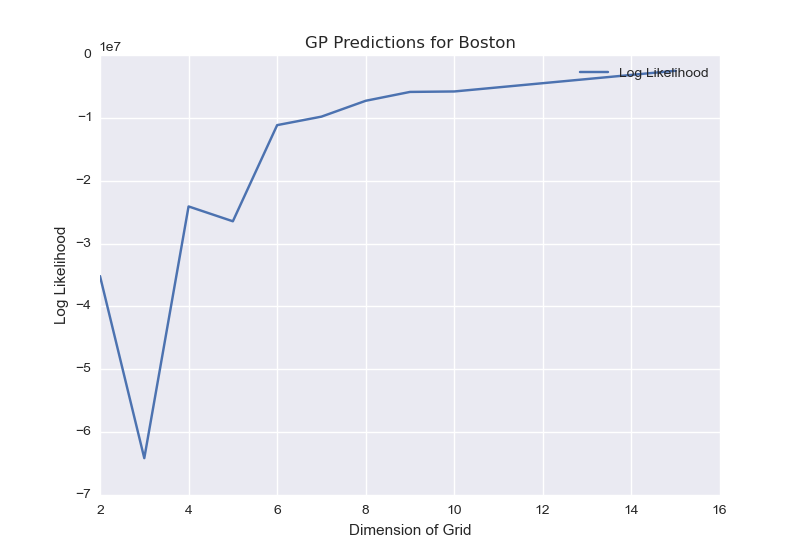 GP Predictions for Boston
1e7
0
−1
−2
−3
−4
−5
−6
−7
Log Likelihood
Log Likelihood
2 4 6 8 10 12 14 16
Dimension of Grid